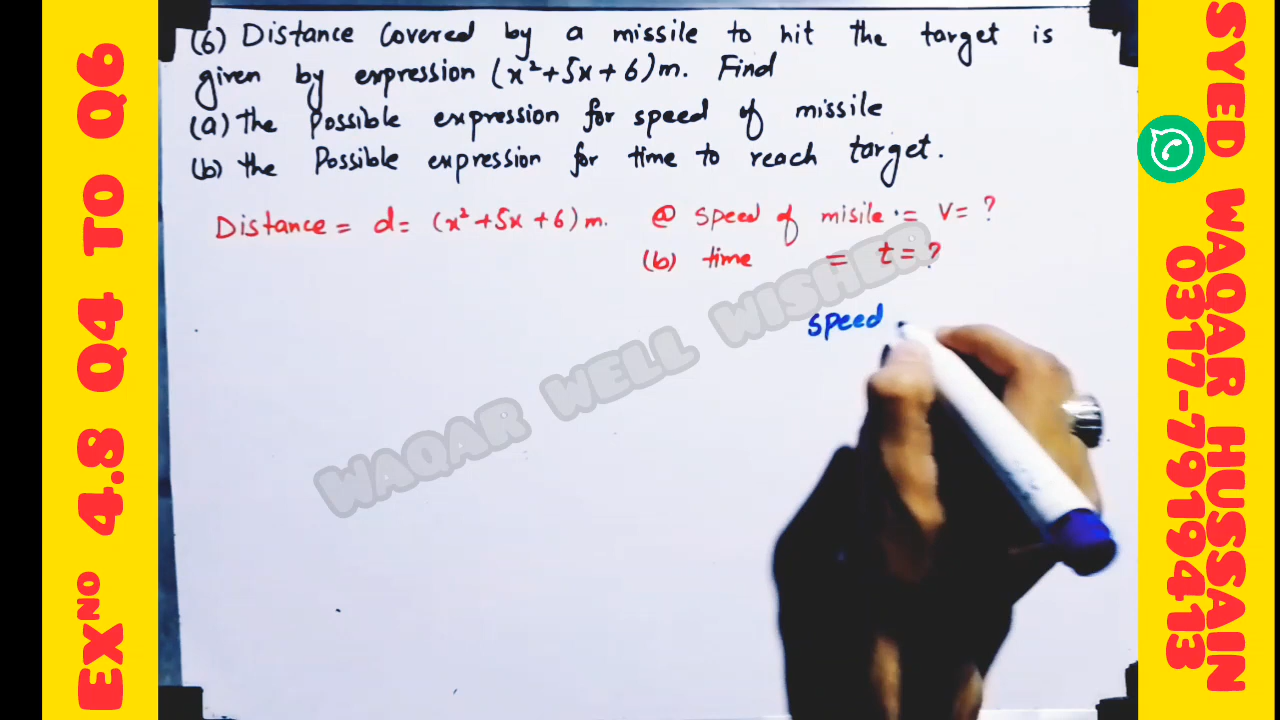 EXᴺᴼ 4.8 Q4 TO Q6
(6) Distance Covered by a missile to hit the target is
given by expression (x²+5x+6)m. Find
(a) the possible expression for speed of missile
(b) the Possible expression for time to reach target.
Distance = d= (x²+5x+6)m. @ speed of misile = v= ?
(b) time = t = ?
speed
WAQAR WELL WISHER
SYED WAQAR HUSSAIN
0317-7919413